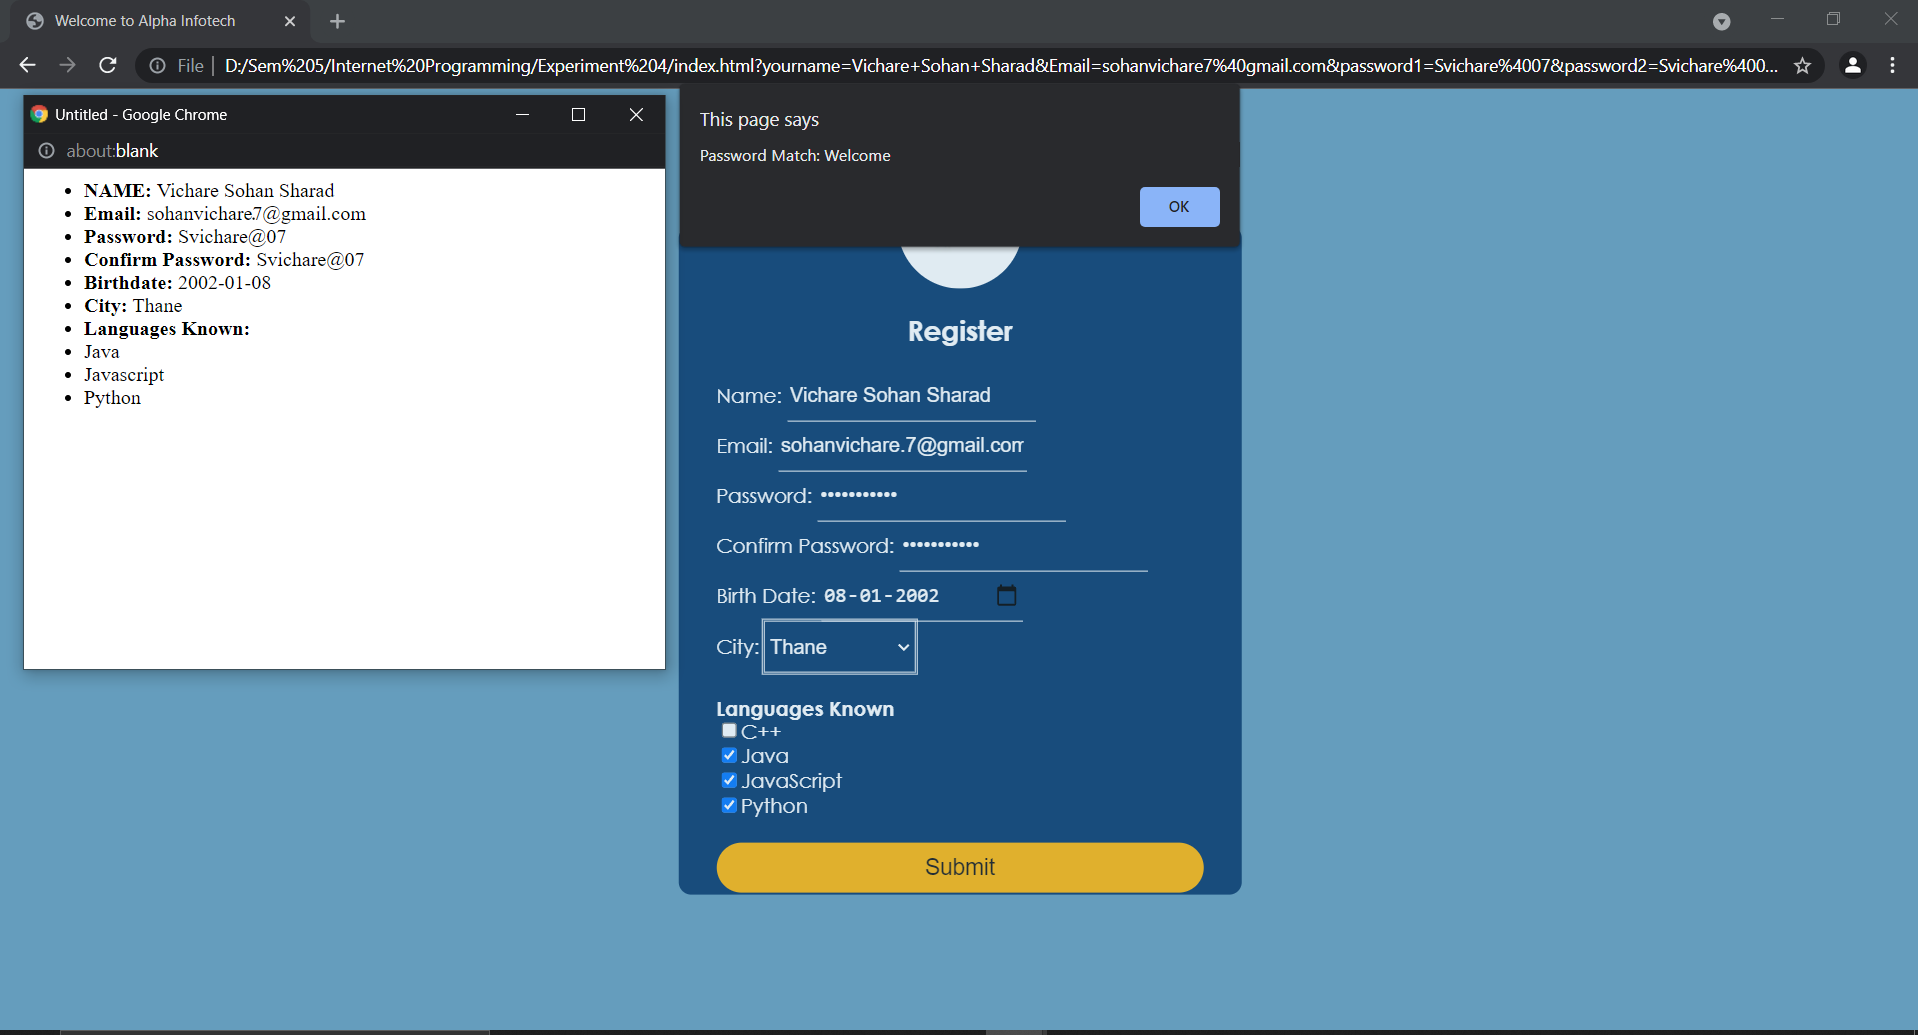 Welcome to Alpha Infotech
File | D:/Sem%205/Internet%20Programming/Experiment%204/index.html?yourname=Vichare+Sohan+Sharad&Email=sohanvichare7%40gmail.com&password1=Svichare%4007&password2=Svichare%400...
Untitled - Google Chrome
about:blank
• NAME: Vichare Sohan Sharad
• Email: sohanvichare.7@gmail.com
• Password: Svichare@07
• Confirm Password: Svichare@07
• Birthdate: 2002-01-08
• City: Thane
• Languages Known:
• Java
• Javascript
• Python
This page says
Password Match: Welcome
OK
Register
Name: Vichare Sohan Sharad
Email: sohanvichare.7@gmail.com
Password: •••••••••••
Confirm Password: •••••••••••
Birth Date: 08-01-2002
City: Thane
Languages Known
C++
Java
JavaScript
Python
Submit